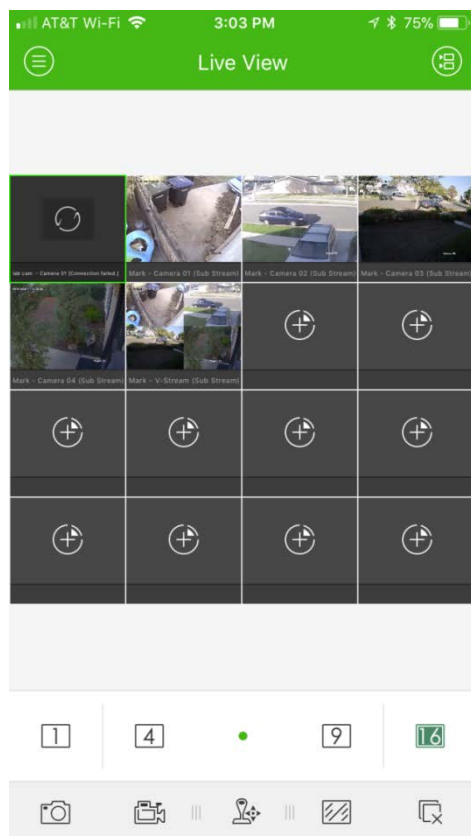 AT&T Wi-Fi 3:03 PM 75%
Live View
Camera 01 (Connection failed.(
Mark - Camera 01 (Sub Stream)
Mark - Camera 02 (Sub Stream)
Mark - Camera 03 (Sub Stream)
Mark - Camera 04 (Sub Stream)
Mark - V-Stream (Sub Stream)
1 4 9 16